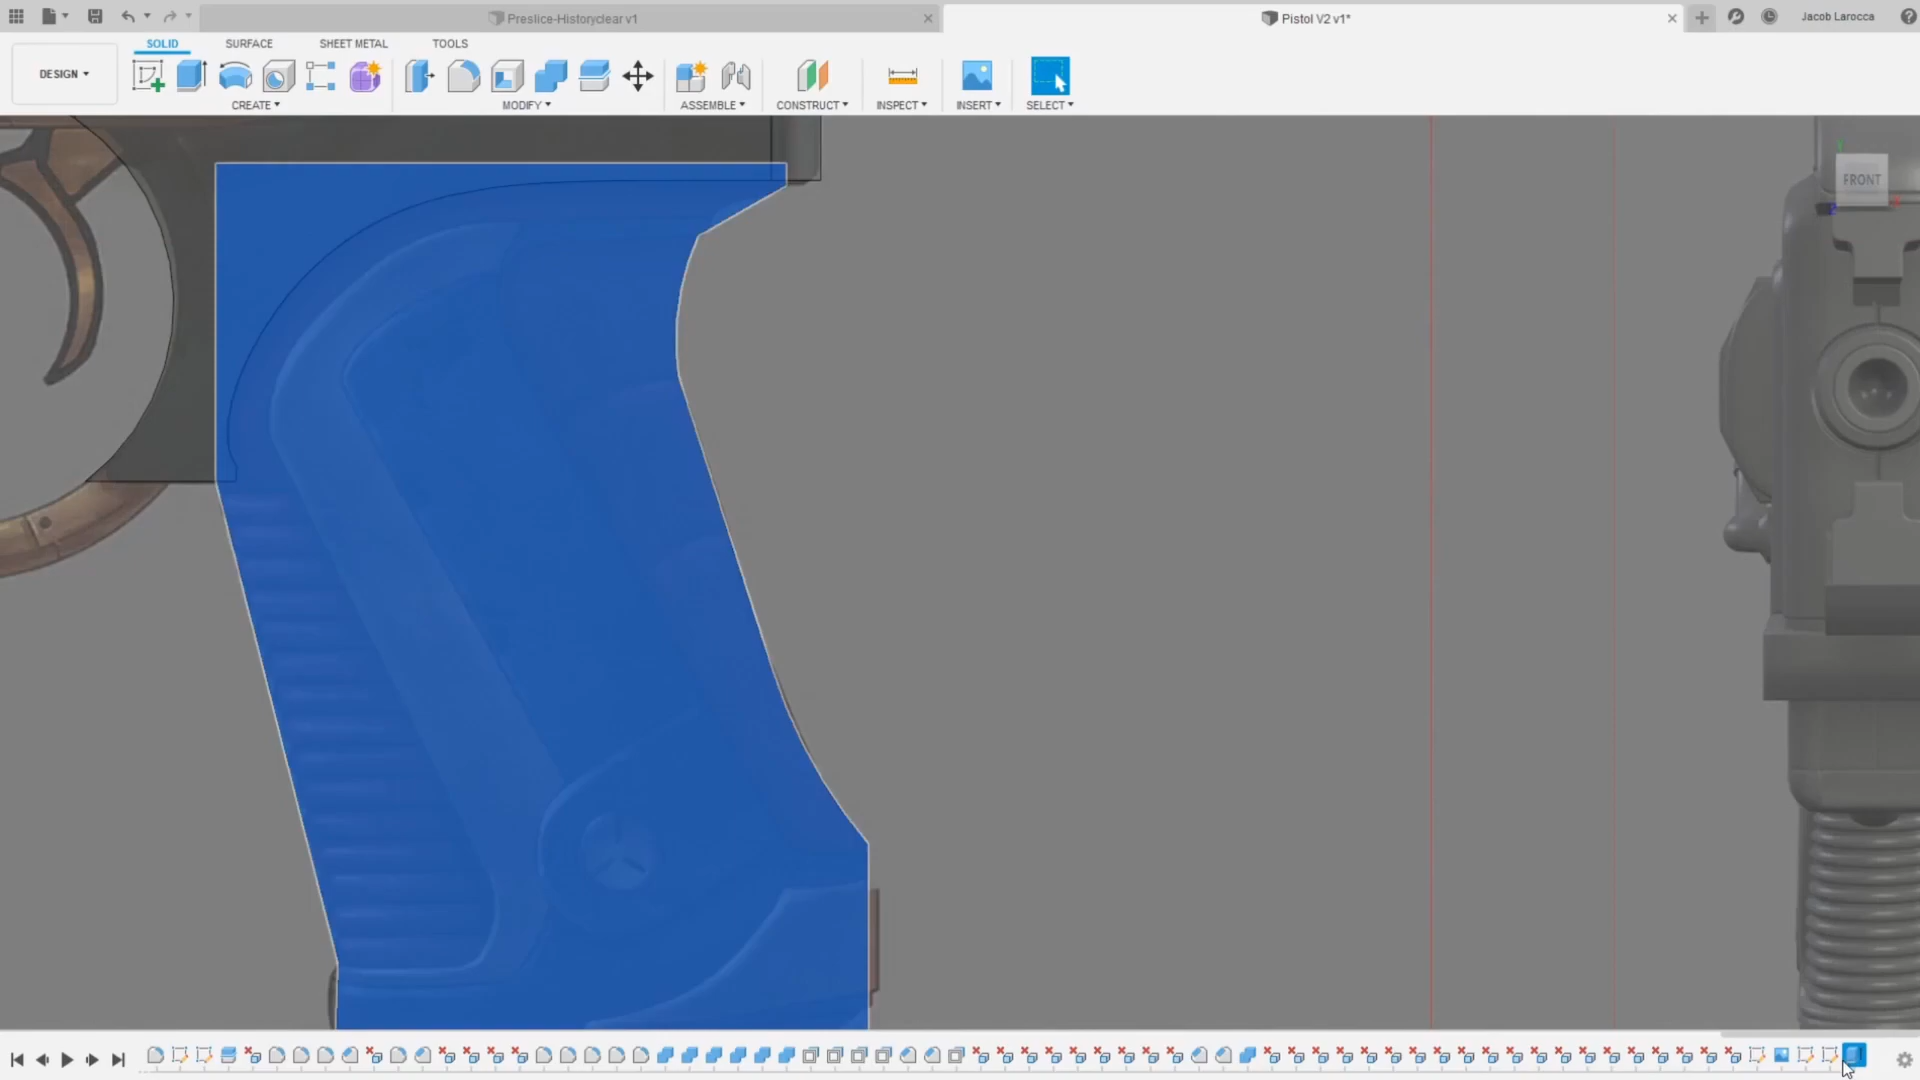 Preslice-Historyclear v1
Pistol V2 v1*
Jacob Larocca
SOLID
SURFACE
SHEET METAL
TOOLS
DESIGN
CREATE
MODIFY
ASSEMBLE
CONSTRUCT
INSPECT
INSERT
SELECT
FRONT